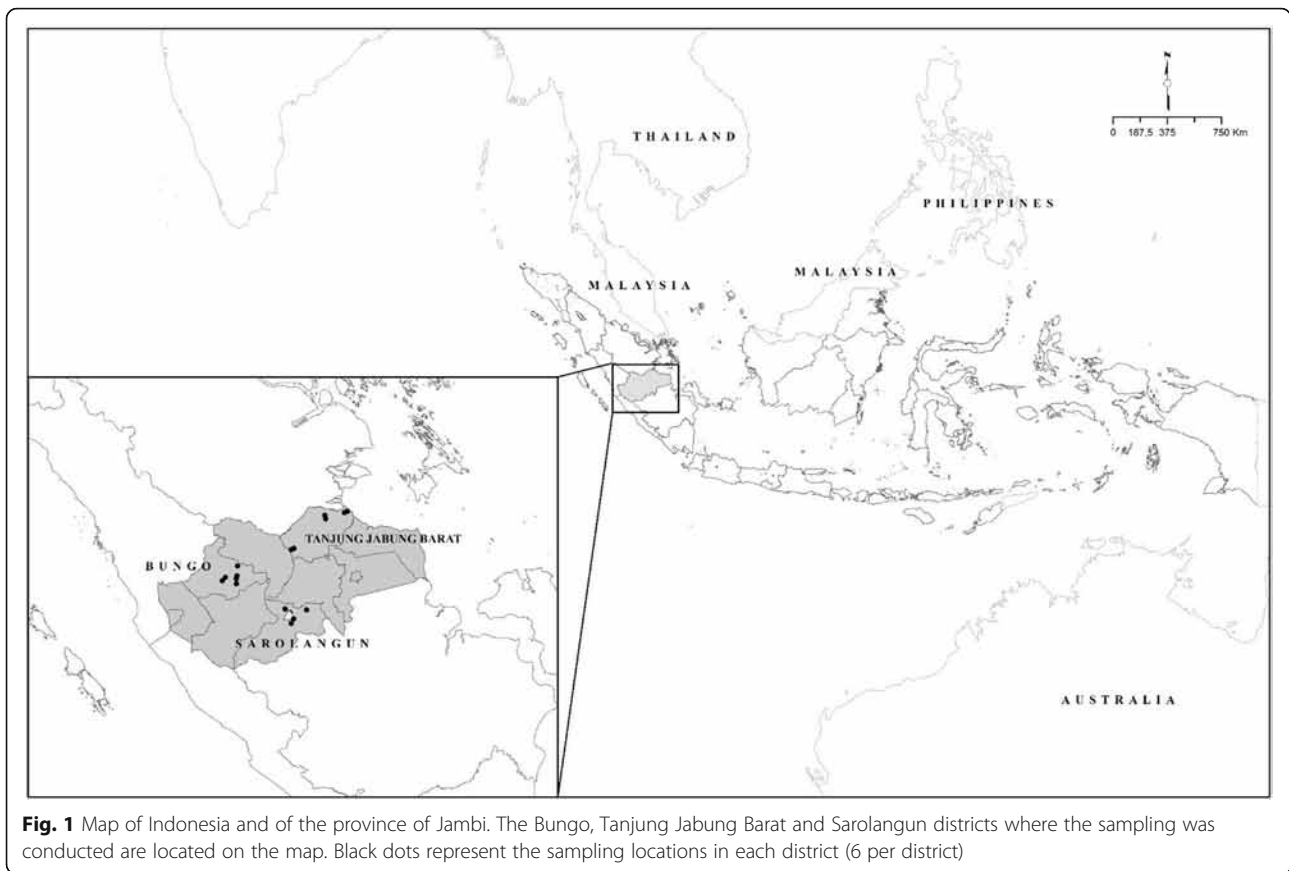 N
0 187,5 375 750 Km
THAILAND
PHILIPPINES
MALAYSIA
MALAYSIA
TANJUNG JABUNG BARAT
BUNGO
SAROLANGUN
AUSTRALIA
Fig. 1 Map of Indonesia and of the province of Jambi. The Bungo, Tanjung Jabung Barat and Sarolangun districts where the sampling was
conducted are located on the map. Black dots represent the sampling locations in each district (6 per district)